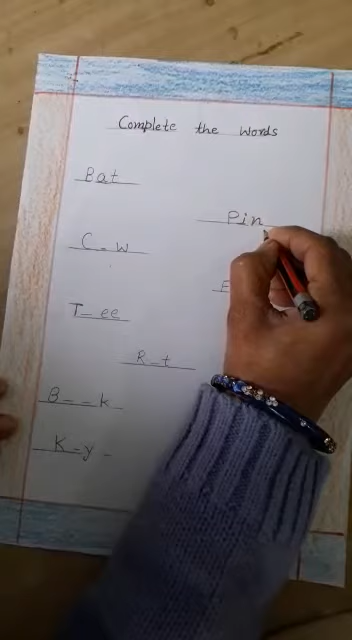 Complete the words
Bat
Pin
C_w
T_ee
R_t
B__k
K_y